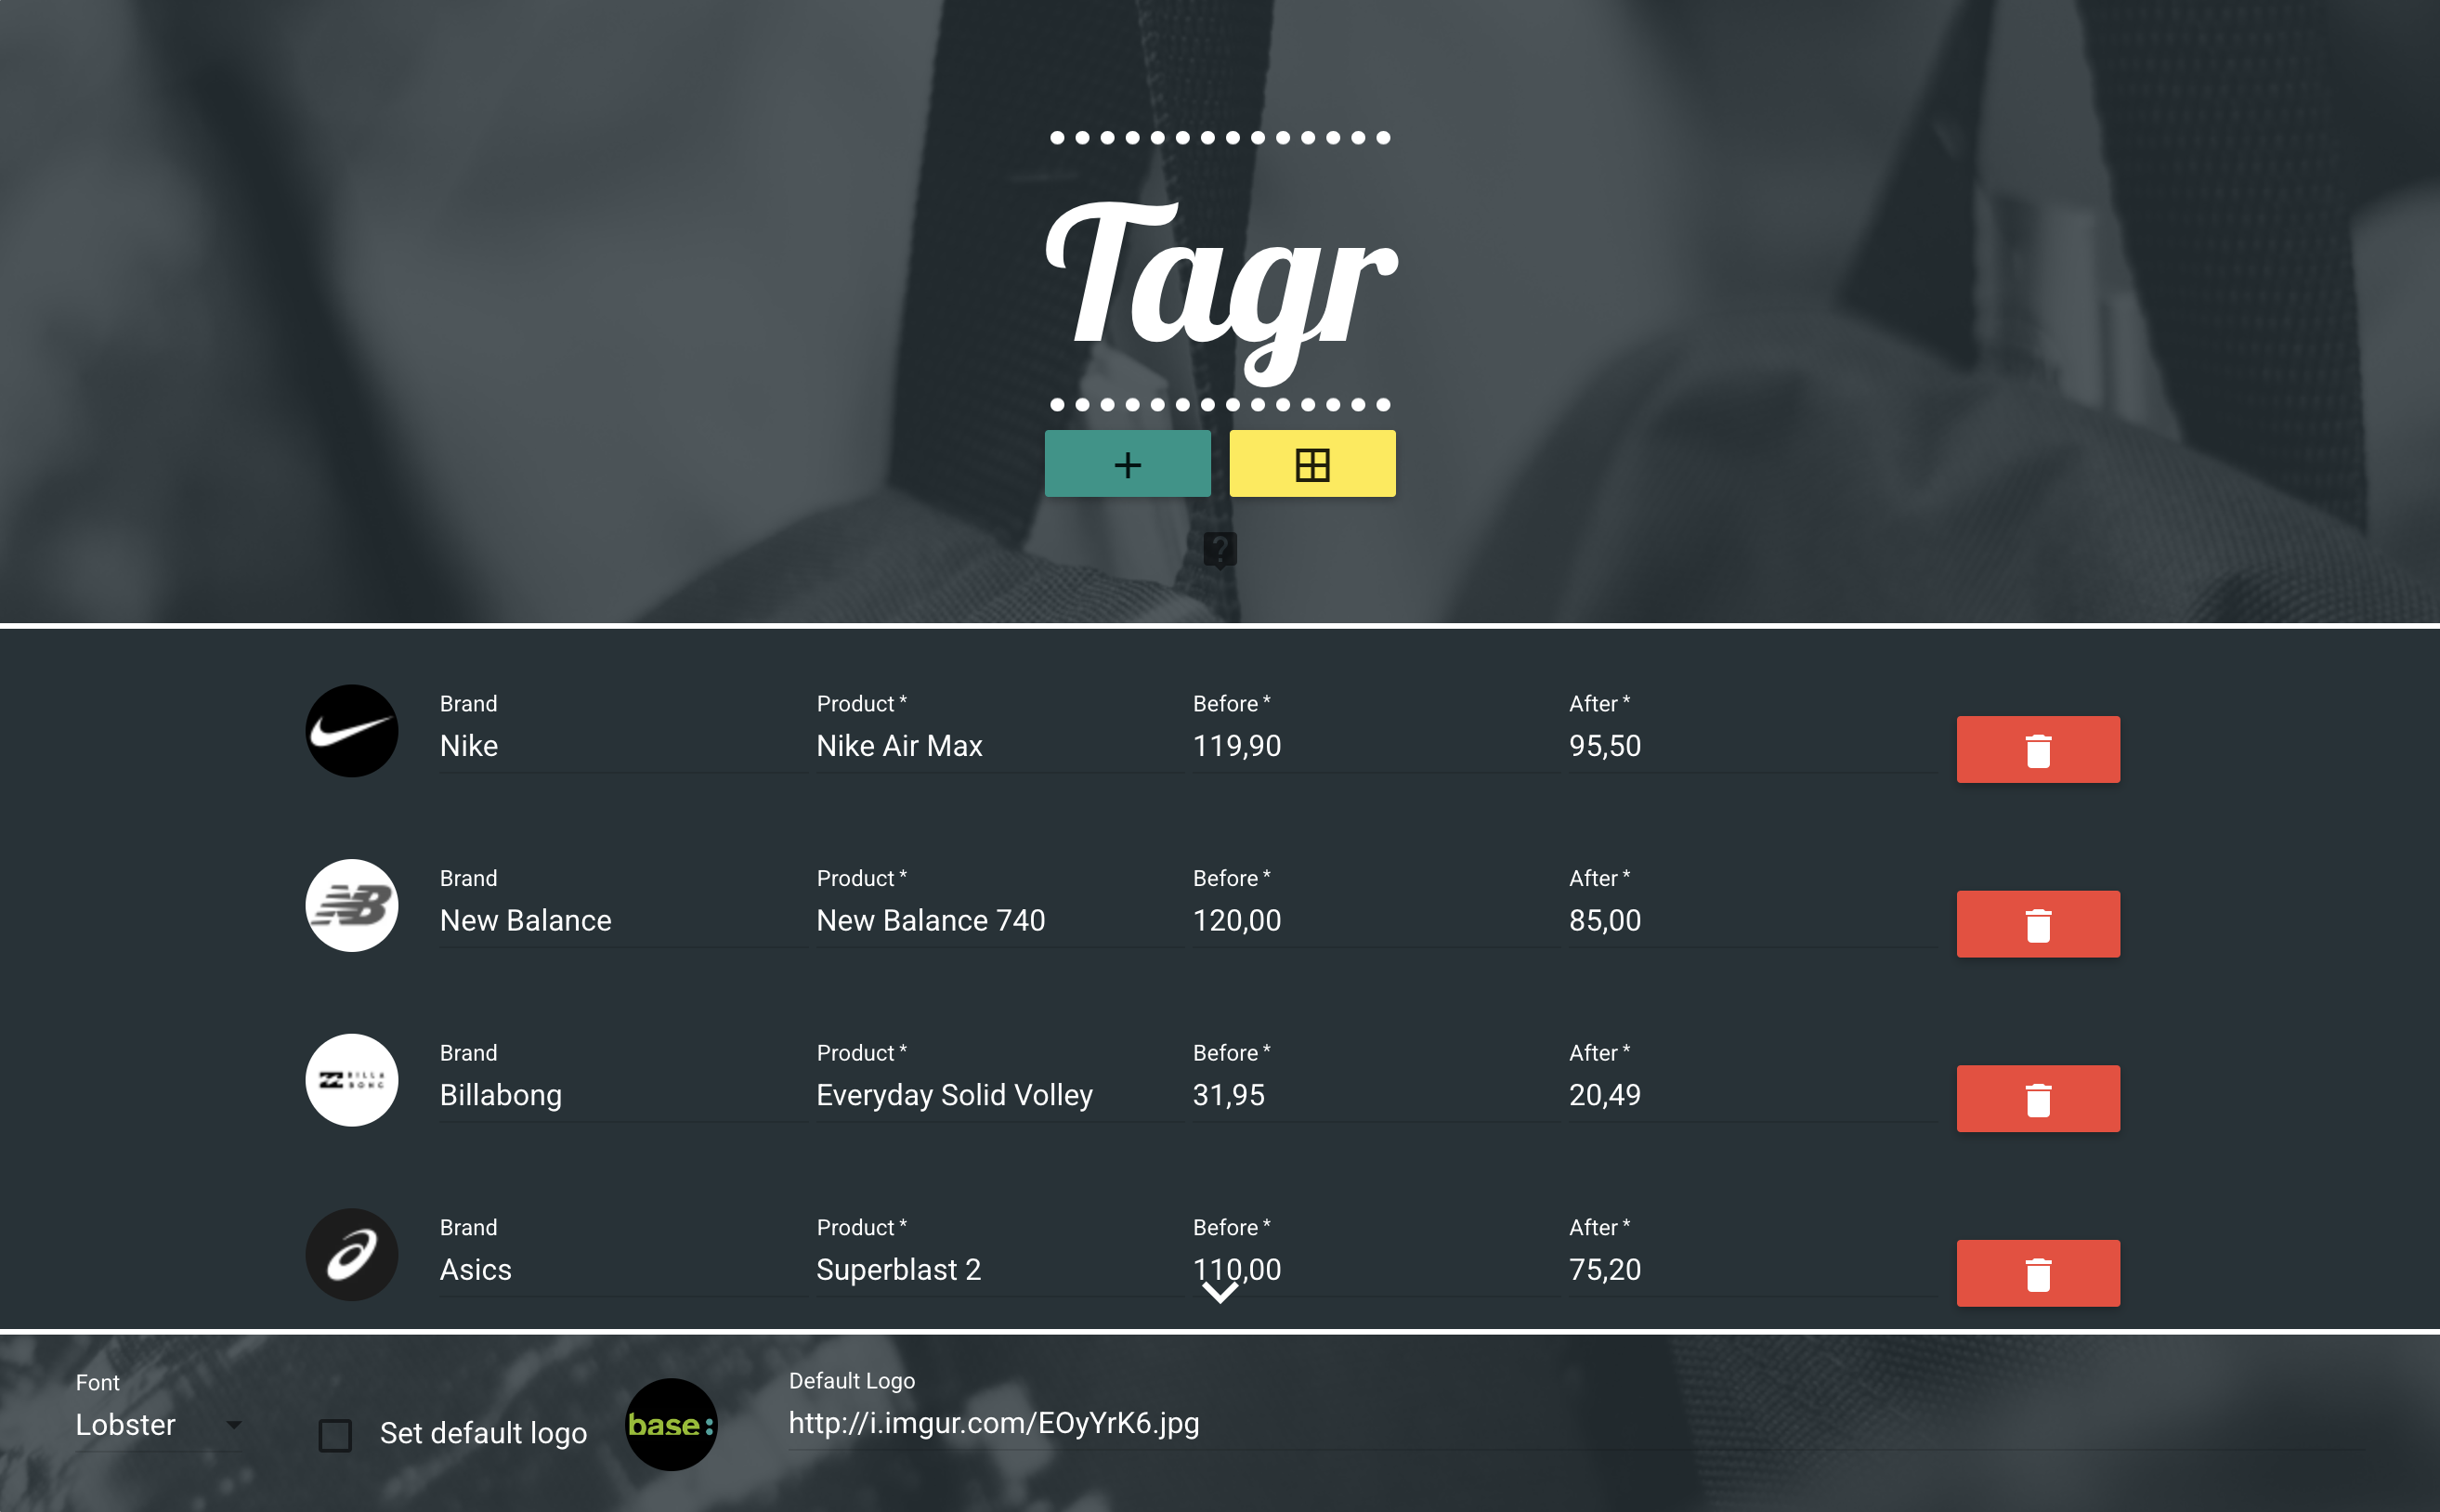 Tagr
Brand Product * Before * After *
Nike Nike Air Max 119,90 95,50
Brand Product * Before * After *
New Balance New Balance 740 120,00 85,00
Brand Product * Before * After *
BILLA
BONG
Billabong Everyday Solid Volley 31,95 20,49
Brand Product * Before * After *
Asics Superblast 2 110,00 75,20
Font
Lobster
Set default logo
base:
Default Logo
http://i.imgur.com/EOyYrK6.jpg